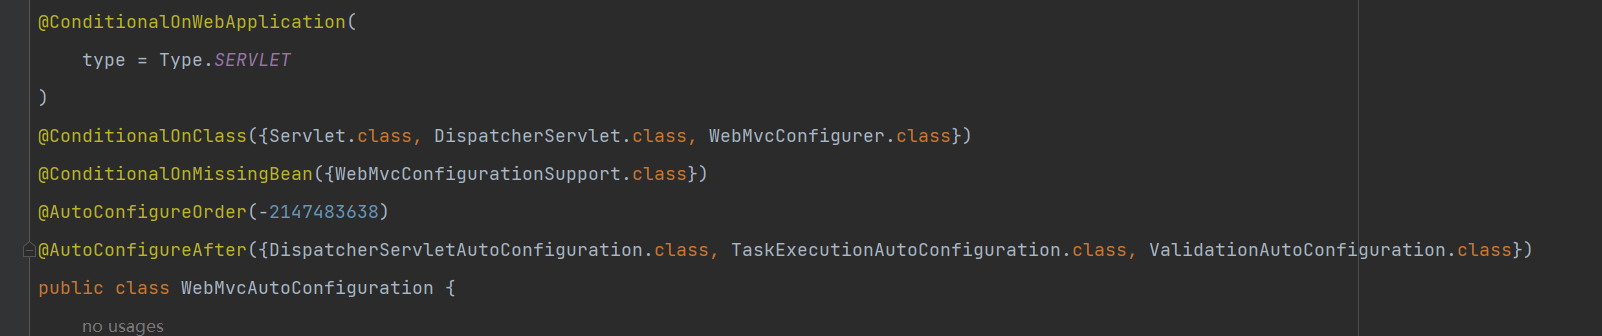 @ConditionalOnWebApplication(
    type = Type.SERVLET
)
@ConditionalOnClass({Servlet.class, DispatcherServlet.class, WebMvcConfigurer.class})
@ConditionalOnMissingBean({WebMvcConfigurationSupport.class})
@AutoConfigureOrder(-2147483638)
@AutoConfigureAfter({DispatcherServletAutoConfiguration.class, TaskExecutionAutoConfiguration.class, ValidationAutoConfiguration.class})
public class WebMvcAutoConfiguration {
    no usages